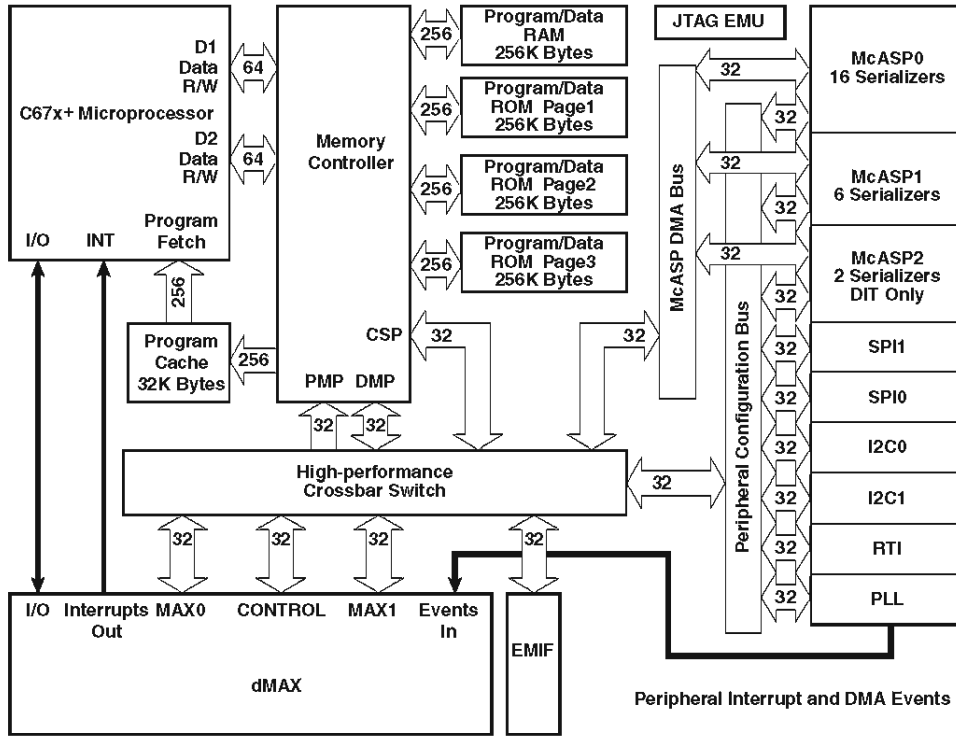 D1
Data
R/W
64
C67x+ Microprocessor
D2
Data
R/W
64
Program
Fetch
I/O
INT
256
Program
Cache
32K Bytes
256
Memory
Controller
CSP
32
PMP
DMP
32
32
256
Program/Data
RAM
256K Bytes
256
Program/Data
ROM Page1
256K Bytes
256
Program/Data
ROM Page2
256K Bytes
256
Program/Data
ROM Page3
256K Bytes
JTAG EMU
McASP DMA Bus
32
Peripheral Configuration Bus
32
32
McASP0
16 Serializers
32
32
McASP1
6 Serializers
32
32
McASP2
2 Serializers
DIT Only
32
32
SPI1
32
SPI0
32
I2C0
32
I2C1
32
RTI
32
PLL
32
High-performance
Crossbar Switch
32
32
32
32
I/O
Interrupts
Out
MAX0
CONTROL
MAX1
Events
In
dMAX
EMIF
Peripheral Interrupt and DMA Events